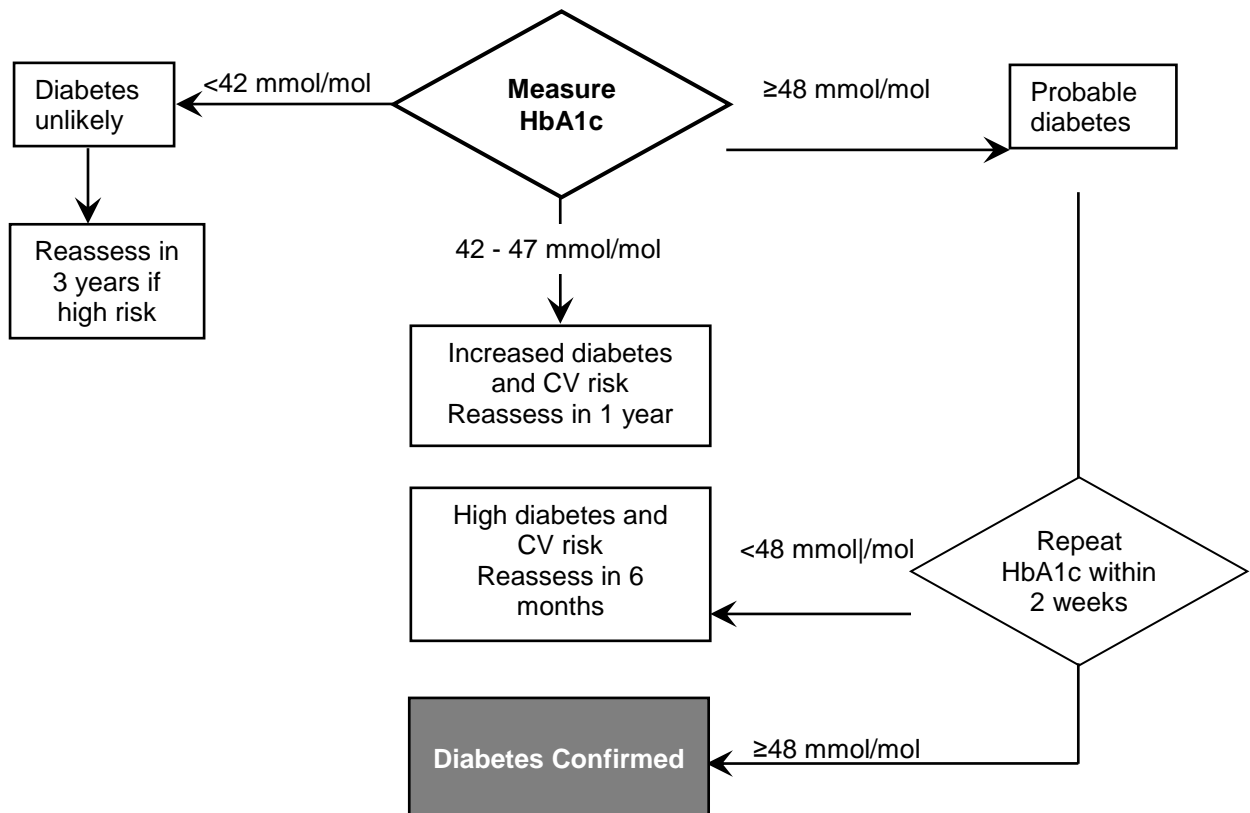 Measure
HbA1c
<42 mmol/mol
≥48 mmol/mol
Diabetes
unlikely
Probable
diabetes
Reassess in
3 years if
high risk
42 - 47 mmol/mol
Increased diabetes
and CV risk
Reassess in 1 year
High diabetes and
CV risk
Reassess in 6
months
<48 mmol|/mol
Repeat
HbA1c within
2 weeks
Diabetes Confirmed
≥48 mmol/mol